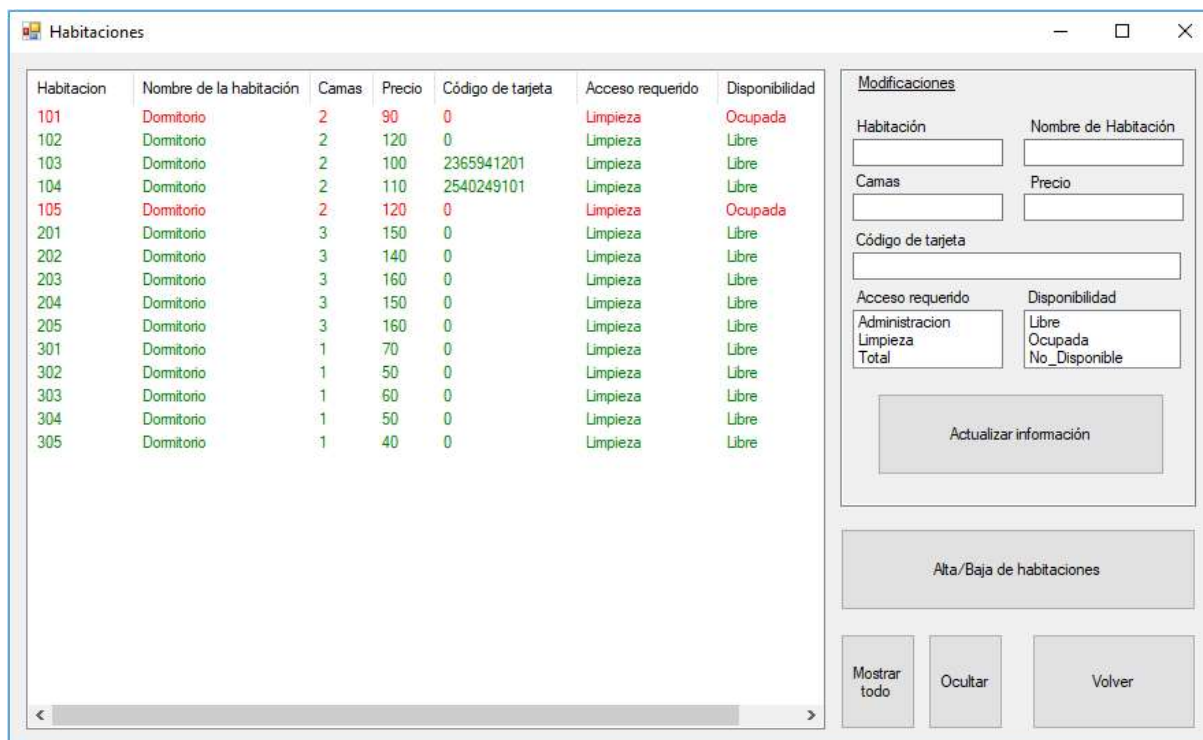 Habitaciones
Habitacion Nombre de la habitación Camas Precio Código de tarjeta Acceso requerido Disponibilidad
101 Dormitorio 2 90 0 Limpieza Ocupada
102 Dormitorio 2 120 0 Limpieza Libre
103 Dormitorio 2 100 2365941201 Limpieza Libre
104 Dormitorio 2 110 2540249101 Limpieza Libre
105 Dormitorio 2 120 0 Limpieza Ocupada
201 Dormitorio 3 150 0 Limpieza Libre
202 Dormitorio 3 140 0 Limpieza Libre
203 Dormitorio 3 160 0 Limpieza Libre
204 Dormitorio 3 150 0 Limpieza Libre
205 Dormitorio 3 160 0 Limpieza Libre
301 Dormitorio 1 70 0 Limpieza Libre
302 Dormitorio 1 50 0 Limpieza Libre
303 Dormitorio 1 60 0 Limpieza Libre
304 Dormitorio 1 50 0 Limpieza Libre
305 Dormitorio 1 40 0 Limpieza Libre
Modificaciones
Habitación Nombre de Habitación
Camas Precio
Código de tarjeta
Acceso requerido Disponibilidad
Administracion Libre
Limpieza Ocupada
Total No_Disponible
Actualizar información
Alta/Baja de habitaciones
Mostrar
todo
Ocultar
Volver